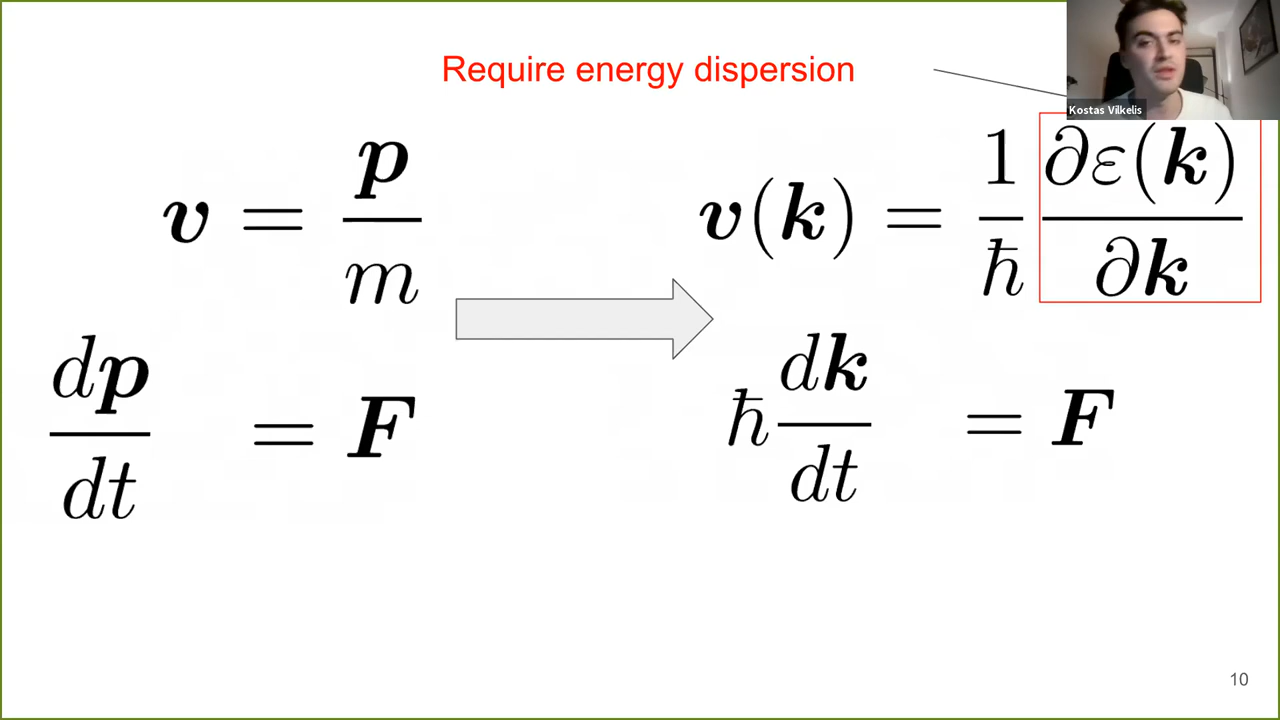 Require energy dispersion
Kostas Vilkelis
v = p/m
v(k) = 1/ħ ∂ε(k)/∂k
dp/dt = F
ħ dk/dt = F
10